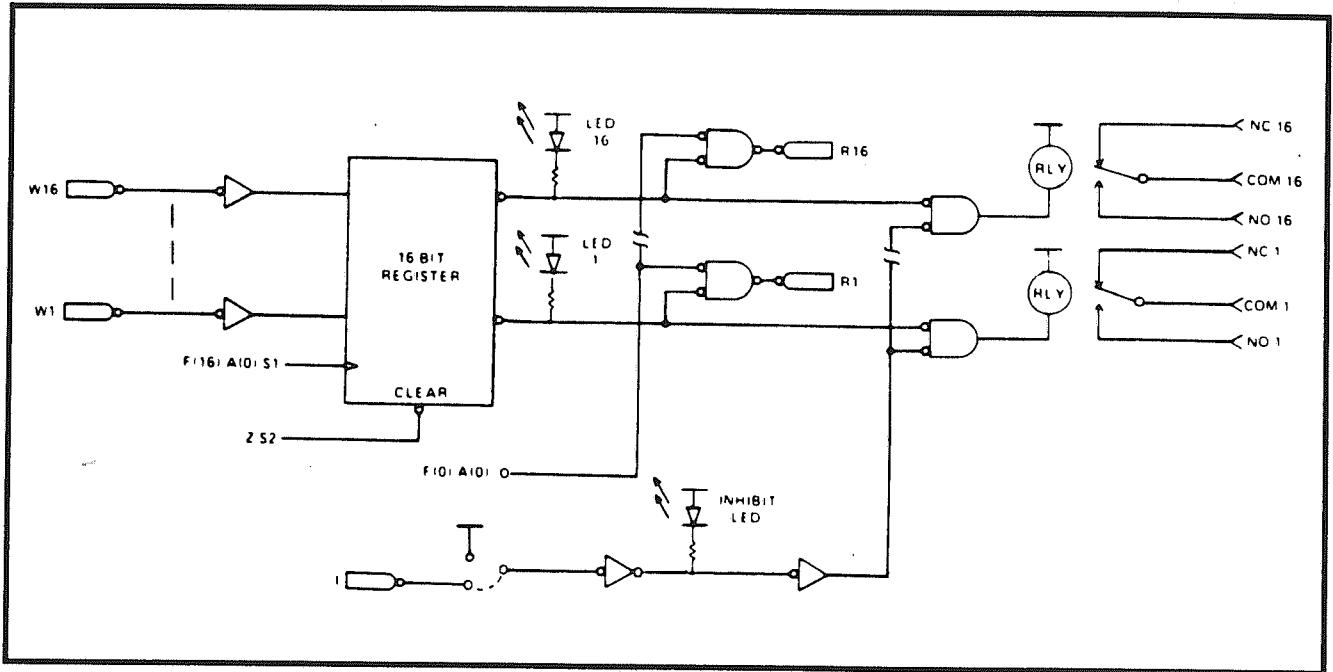 LED
16
R16
W16
16 BIT
REGISTER
LED
1
R1
W1
F(16) A(0) S1
CLEAR
Z S2
F(0) A(0)
INHIBIT
LED
I
RLY
NC 16
COM 16
NO 16
RLY
NC 1
COM 1
NO 1